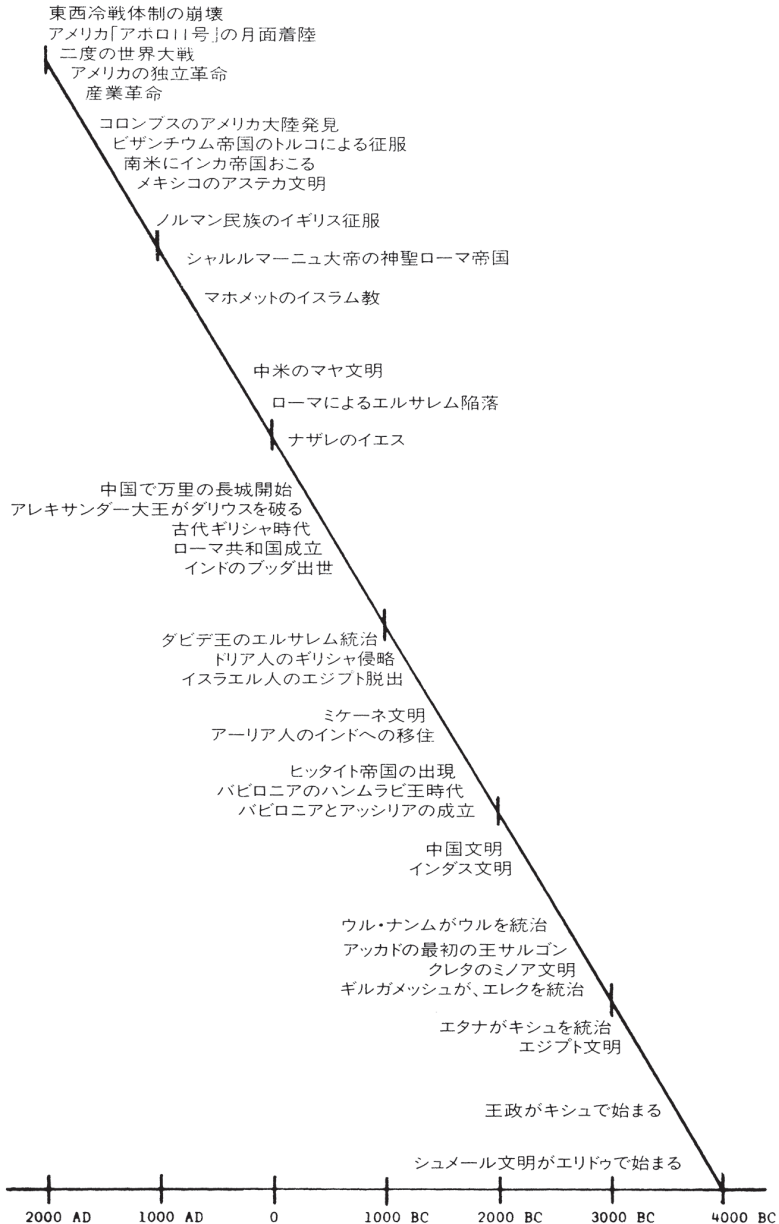 東西冷戦体制の崩壊
アメリカ「アポロ11号」の月面着陸
二度の世界大戦
アメリカの独立革命
産業革命
コロンブスのアメリカ大陸発見
ビザンチウム帝国のトルコによる征服
南米にインカ帝国おこる
メキシコのアステカ文明
ノルマン民族のイギリス征服
シャルルマーニュ大帝の神聖ローマ帝国
マホメットのイスラム教
中米のマヤ文明
ローマによるエルサレム陥落
ナザレのイエス
中国で万里の長城開始
アレキサンダー大王がダリウスを破る
古代ギリシャ時代
ローマ共和国成立
インドのブッダ出世
ダビデ王のエルサレム統治
ドリア人のギリシャ侵略
イスラエル人のエジプト脱出
ミケーネ文明
アーリア人のインドへの移住
ヒッタイト帝国の出現
バビロニアのハンムラビ王時代
バビロニアとアッシリアの成立
中国文明
インダス文明
ウル・ナンムがウルを統治
アッカドの最初の王サルゴン
クレタのミノア文明
ギルガメッシュが、エレクを統治
エタナがキシュを統治
エジプト文明
王政がキシュで始まる
シュメール文明がエリドゥで始まる
2000 AD 1000 AD 0 1000 BC 2000 BC 3000 BC 4000 BC